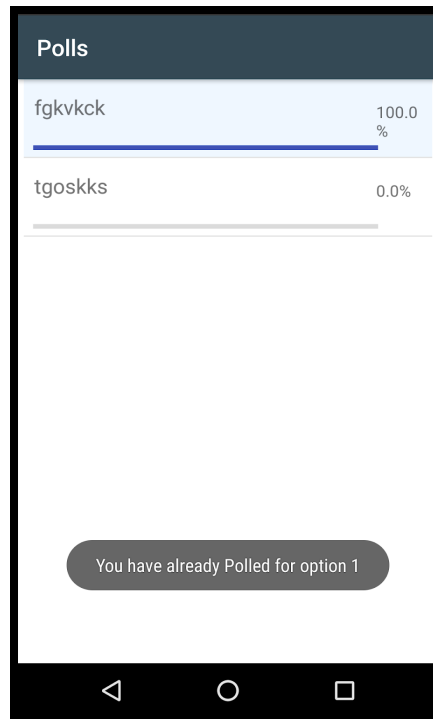 Polls
fgkvkck
100.0
%
tgoskks
0.0%
You have already Polled for option 1